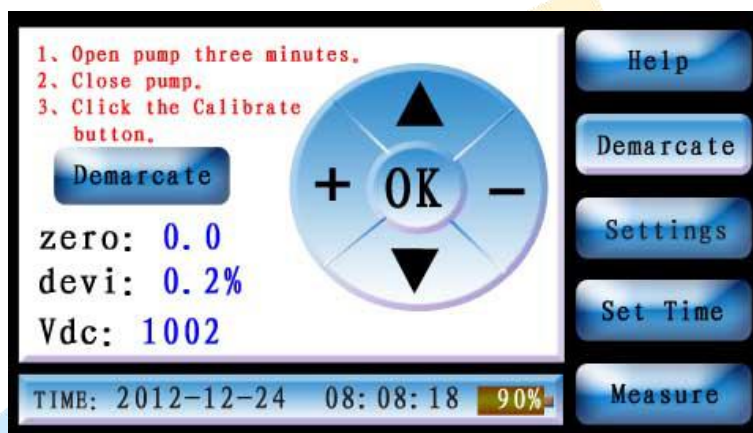 1、Open pump three minutes.
2、Close pump.
3、Click the Calibrate
button.
Demarcate
zero: 0.0
devi: 0.2%
Vdc: 1002
+ OK −
TIME: 2012-12-24 08:08:18 90%
Help
Demarcate
Settings
Set Time
Measure